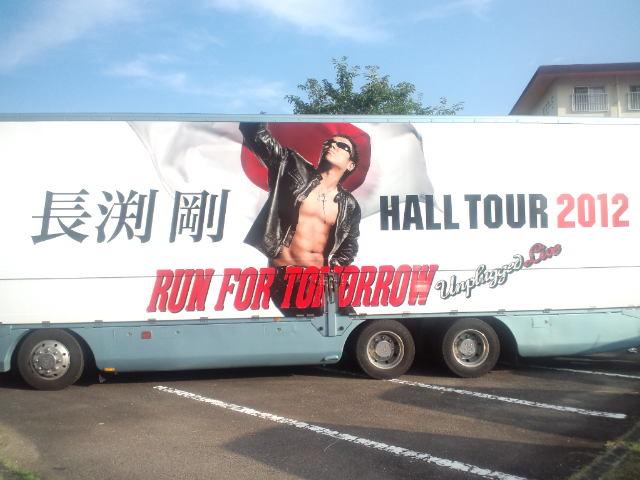 長渕 剛
HALL TOUR 2012
RUN FOR TOMORROW
Unplugged Live